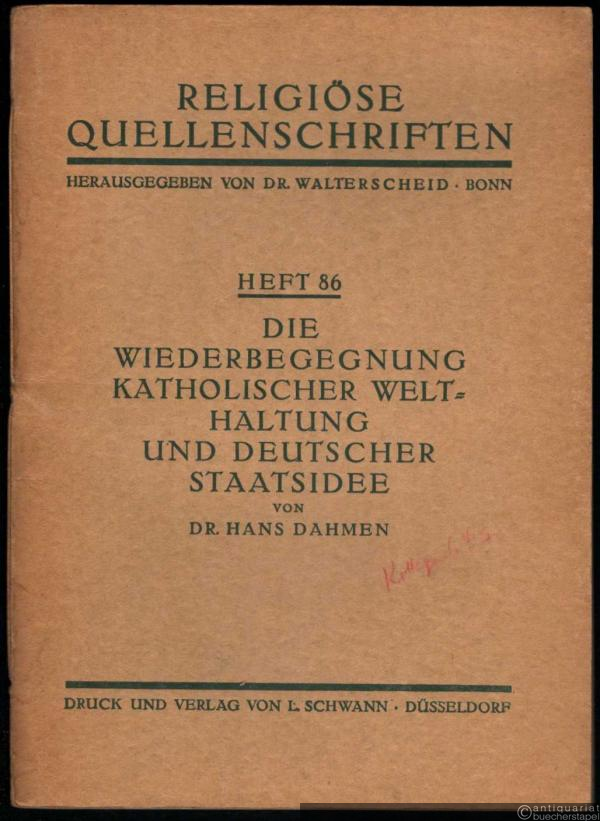 RELIGIÖSE
QUELLENSCHRIFTEN
HERAUSGEGEBEN VON DR. WALTERSCHEID · BONN
HEFT 86
DIE
WIEDERBEGEGNUNG
KATHOLISCHER WELT=
HALTUNG
UND DEUTSCHER
STAATSIDEE
VON
DR. HANS DAHMEN
DRUCK UND VERLAG VON L. SCHWANN · DÜSSELDORF
©antiquariat
buecherstapel